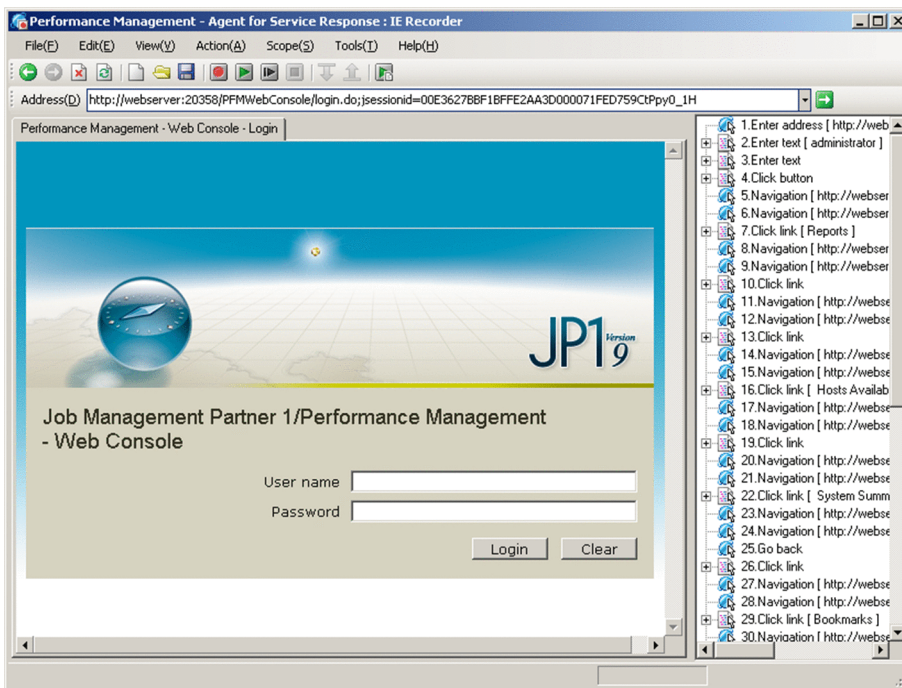 Performance Management - Agent for Service Response : IE Recorder
File(F) Edit(E) View(V) Action(A) Scope(S) Tools(T) Help(H)
Address(D) http://webserver:20358/PFMWebConsole/login.do;jsessionid=00E3627BBF1BFFE2AA3D000071FED759CtPpy0_1H
Performance Management - Web Console - Login
JP1 Version 9
Job Management Partner 1/Performance Management
- Web Console
User name
Password
Login Clear
1.Enter address [ http://web
2.Enter text [ administrator ]
3.Enter text
4.Click button
5.Navigation [ http://webser
6.Navigation [ http://webser
7.Click link [ Reports ]
8.Navigation [ http://webser
9.Navigation [ http://webser
10.Click link
11.Navigation [ http://webse
12.Navigation [ http://webse
13.Click link
14.Navigation [ http://webse
15.Navigation [ http://webse
16.Click link [ Hosts Availab
17.Navigation [ http://webse
18.Navigation [ http://webse
19.Click link
20.Navigation [ http://webse
21.Navigation [ http://webse
22.Click link [ System Summ
23.Navigation [ http://webse
24.Navigation [ http://webse
25.Go back
26.Click link
27.Navigation [ http://webse
28.Navigation [ http://webse
29.Click link [ Bookmarks ]
30.Navigation [ http://webse